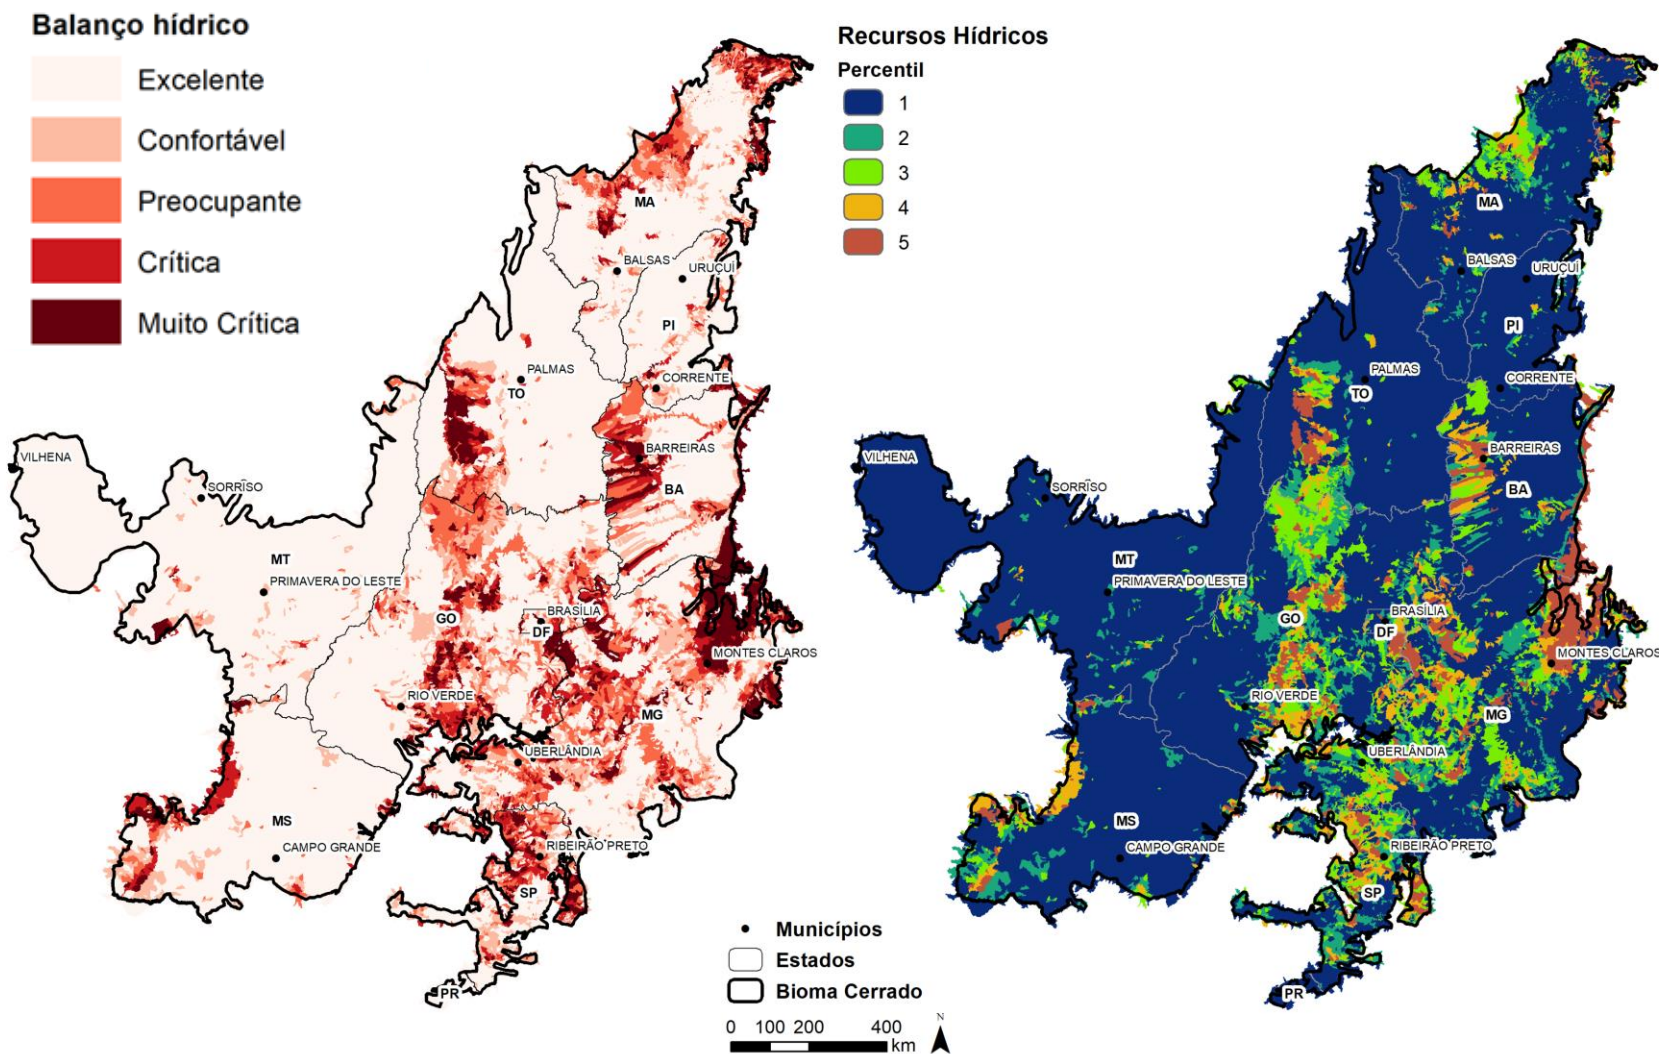 Balanço hídrico
Excelente
Confortável
Preocupante
Crítica
Muito Crítica
MA
BALSAS
URUÇUÍ
PI
PALMAS
CORRENTE
TO
BARREIRAS
VILHENA
SORRISO
BA
MT
PRIMAVERA DO LESTE
BRASÍLIA
GO
DF
MONTES CLAROS
RIO VERDE
MG
UBERLÂNDIA
MS
CAMPO GRANDE
RIBEIRÃO PRETO
SP
PR
Recursos Hídricos
Percentil
1
2
3
4
5
MA
BALSAS
URUÇUÍ
PI
PALMAS
CORRENTE
TO
BARREIRAS
VILHENA
SORRISO
BA
MT
PRIMAVERA DO LESTE
BRASÍLIA
GO
DF
MONTES CLAROS
RIO VERDE
MG
UBERLÂNDIA
MS
CAMPO GRANDE
RIBEIRÃO PRETO
SP
PR
Municípios
Estados
Bioma Cerrado
0 100 200 400
km
N